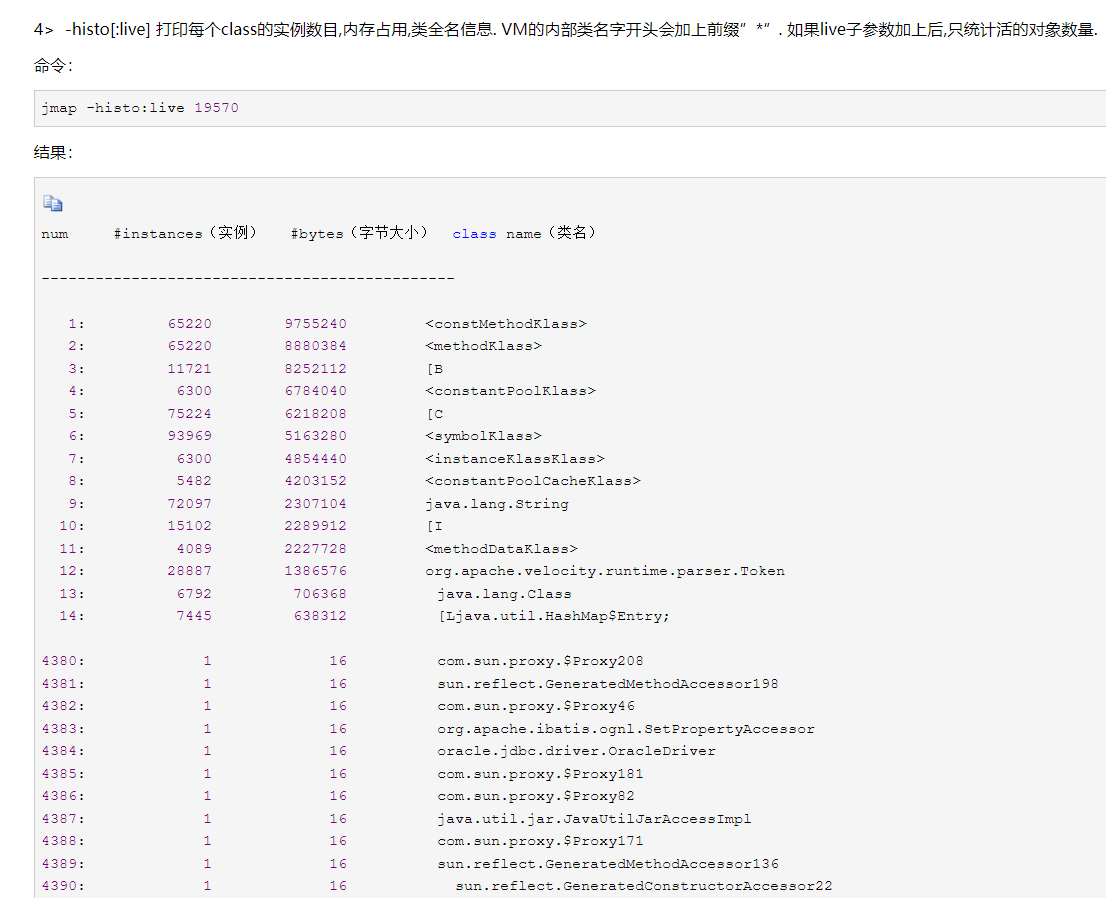 4> -histo[:live] 打印每个class的实例数目,内存占用,类全名信息. VM的内部类名字开头会加上前缀”*”. 如果live子参数加上后,只统计活的对象数量.
命令：
jmap -histo:live 19570
结果：
num #instances（实例） #bytes（字节大小） class name（类名）
----------------------------------------------
1: 65220 9755240 <constMethodKlass>
2: 65220 8880384 <methodKlass>
3: 11721 8252112 [B
4: 6300 6784040 <constantPoolKlass>
5: 75224 6218208 [C
6: 93969 5163280 <symbolKlass>
7: 6300 4854440 <instanceKlassKlass>
8: 5482 4203152 <constantPoolCacheKlass>
9: 72097 2307104 java.lang.String
10: 15102 2289912 [I
11: 4089 2227728 <methodDataKlass>
12: 28887 1386576 org.apache.velocity.runtime.parser.Token
13: 6792 706368 java.lang.Class
14: 7445 638312 [Ljava.util.HashMap$Entry;
4380: 1 16 com.sun.proxy.$Proxy208
4381: 1 16 sun.reflect.GeneratedMethodAccessor198
4382: 1 16 com.sun.proxy.$Proxy46
4383: 1 16 org.apache.ibatis.ognl.SetPropertyAccessor
4384: 1 16 oracle.jdbc.driver.OracleDriver
4385: 1 16 com.sun.proxy.$Proxy181
4386: 1 16 com.sun.proxy.$Proxy82
4387: 1 16 java.util.jar.JavaUtilJarAccessImpl
4388: 1 16 com.sun.proxy.$Proxy171
4389: 1 16 sun.reflect.GeneratedMethodAccessor136
4390: 1 16 sun.reflect.GeneratedConstructorAccessor22